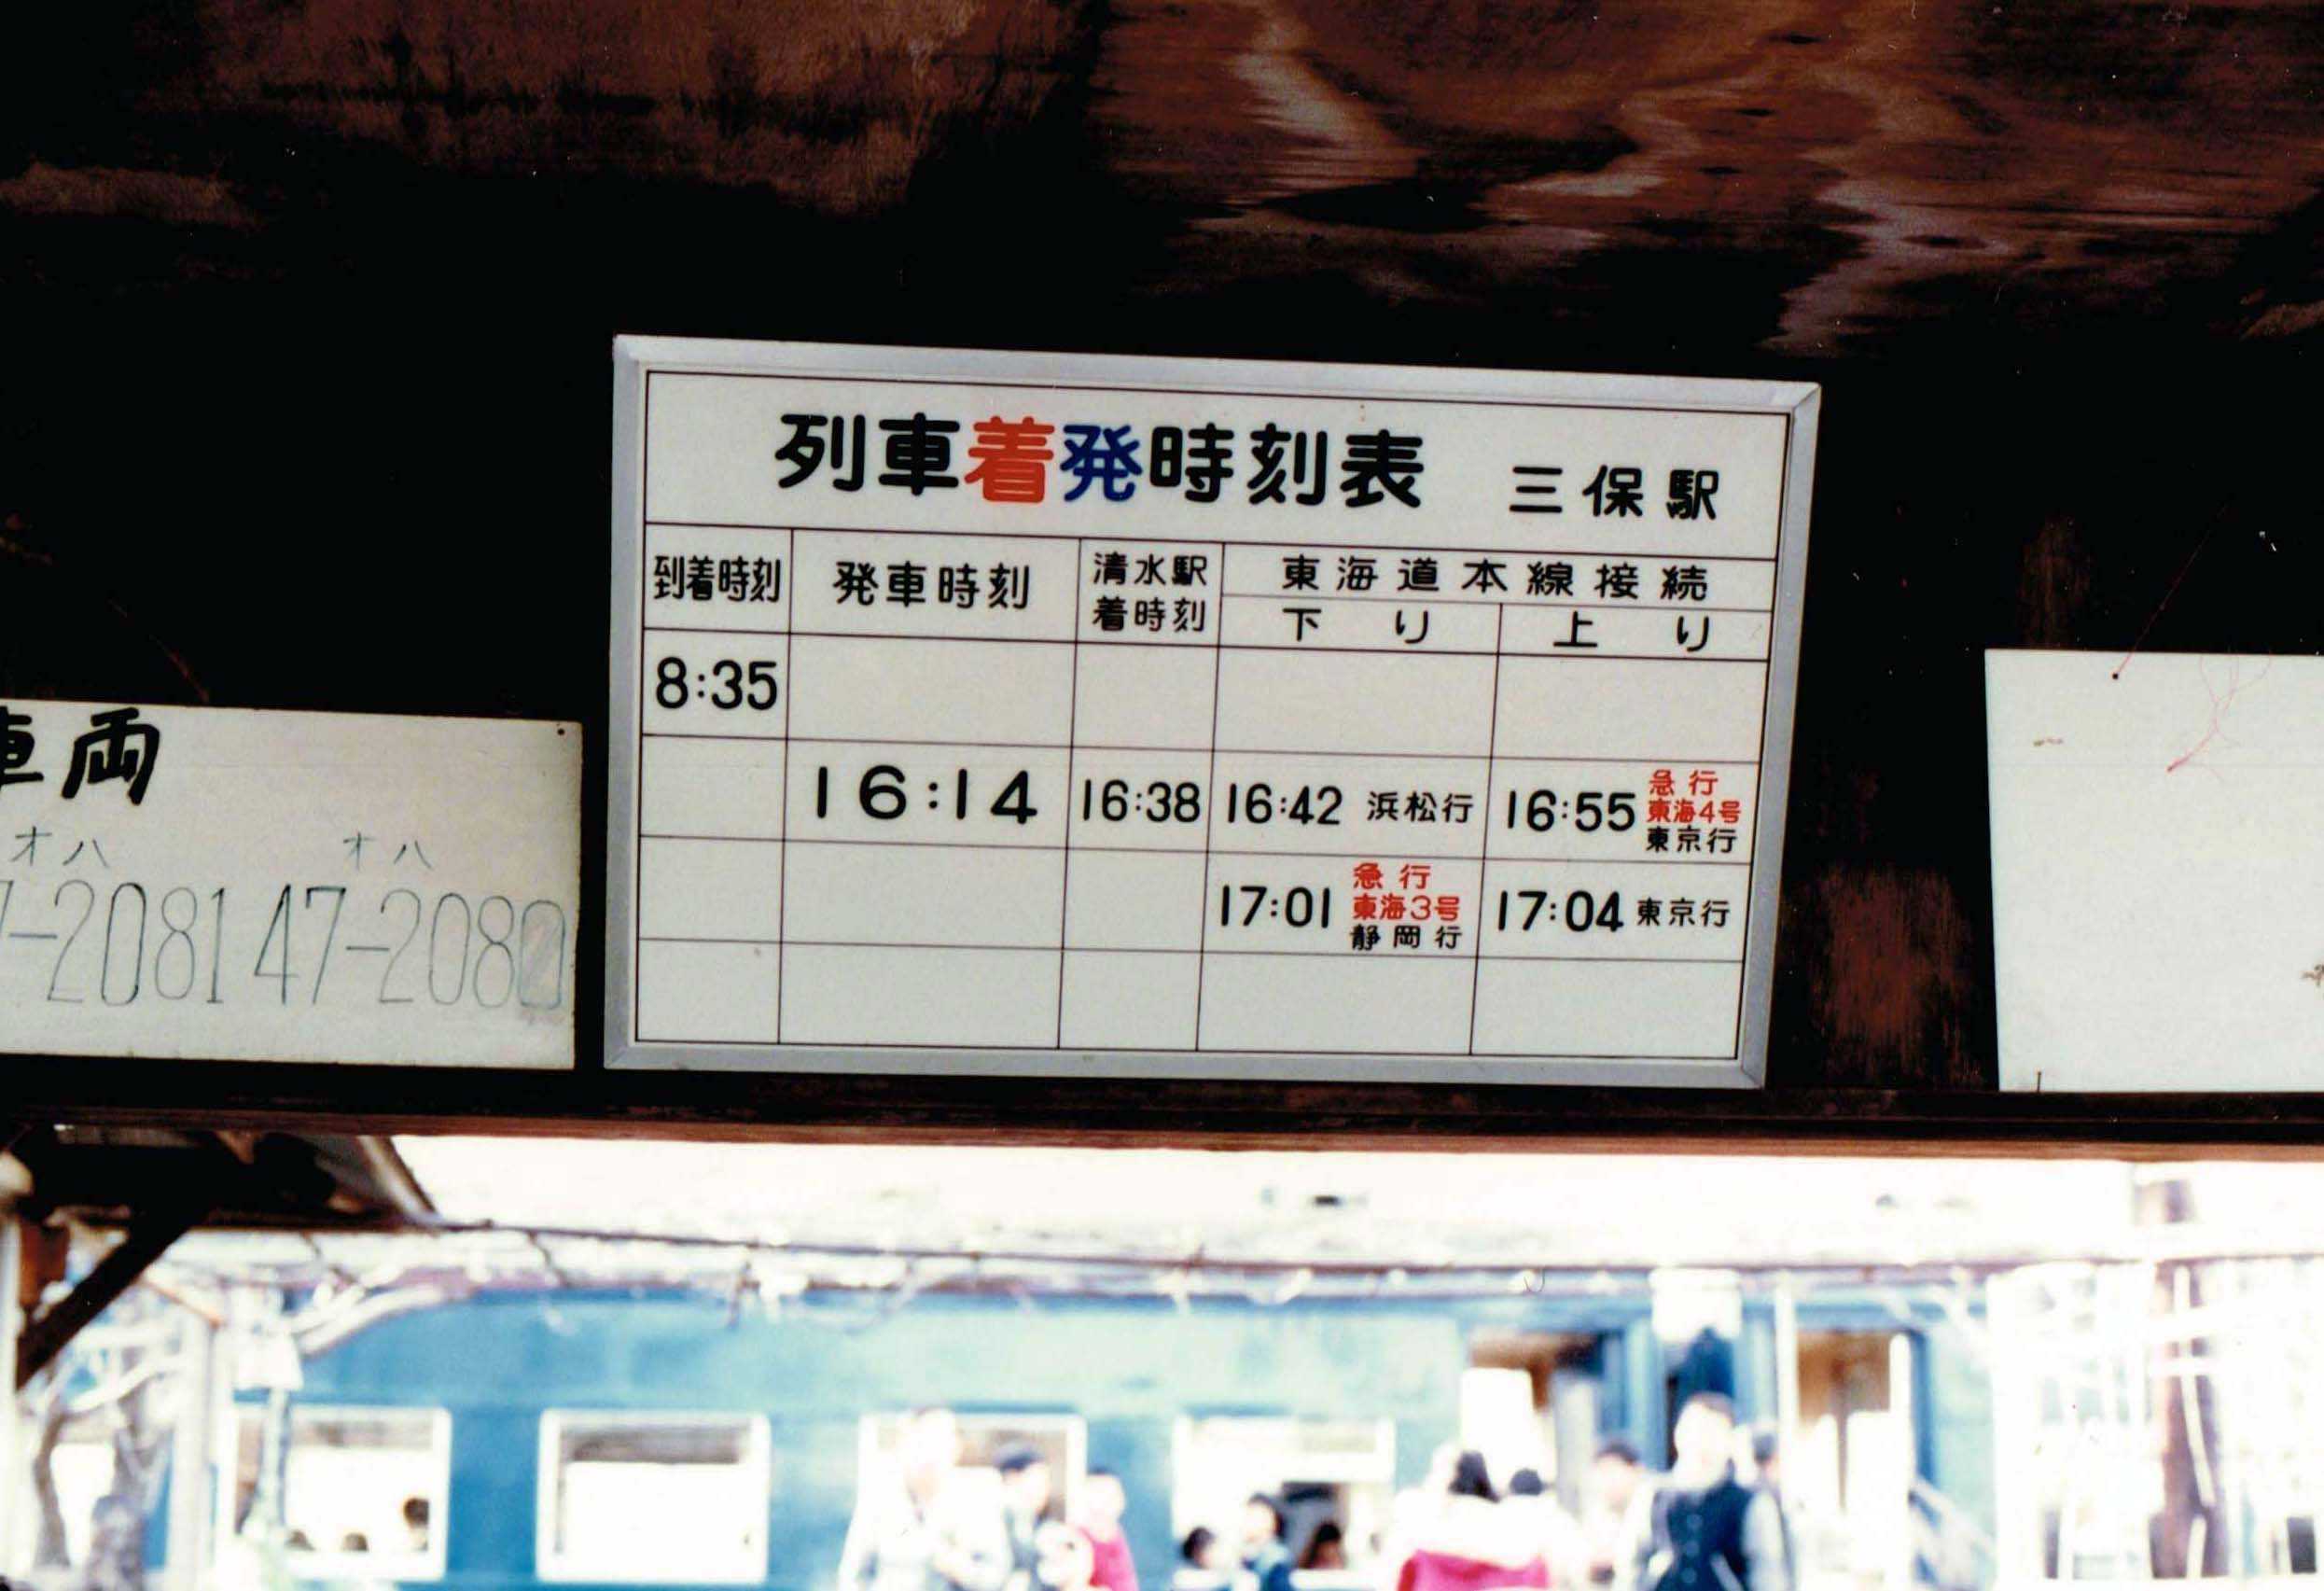 列車着発時刻表 三保駅
到着時刻 発車時刻 清水駅 着時刻 東海道本線接続
下り 上り
8:35
16:14 16:38 16:42 浜松行 16:55 急行 東海4号 東京行
17:01 急行 東海3号 静岡行 17:04 東京行
車両
オハ オハ
7-2081 47-2080